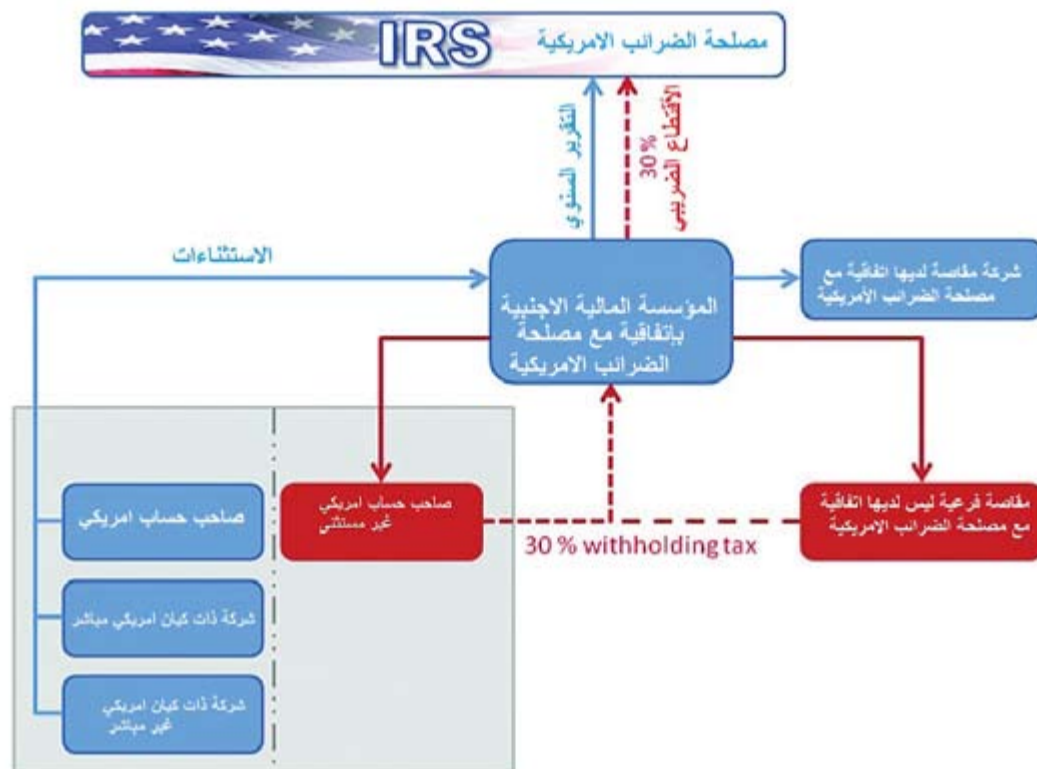 IRS مصلحة الضرائب الامريكية
التقرير السنوي
الأقتطاع الضريبي
30 %
الاستثناءات
المؤسسة المالية الاجنبية
بإتفاقية مع مصلحة
الضرائب الامريكية
شركة مقاصة لديها اتفاقية مع
مصلحة الضرائب الأمريكية
صاحب حساب امريكي
صاحب حساب امريكي
غير مستثنى
مقاصة فرعية ليس لديها اتفاقية
مع مصلحة الضرائب الامريكية
30 % withholding tax
شركة ذات كيان امريكي مباشر
شركة ذات كيان امريكي
غير مباشر